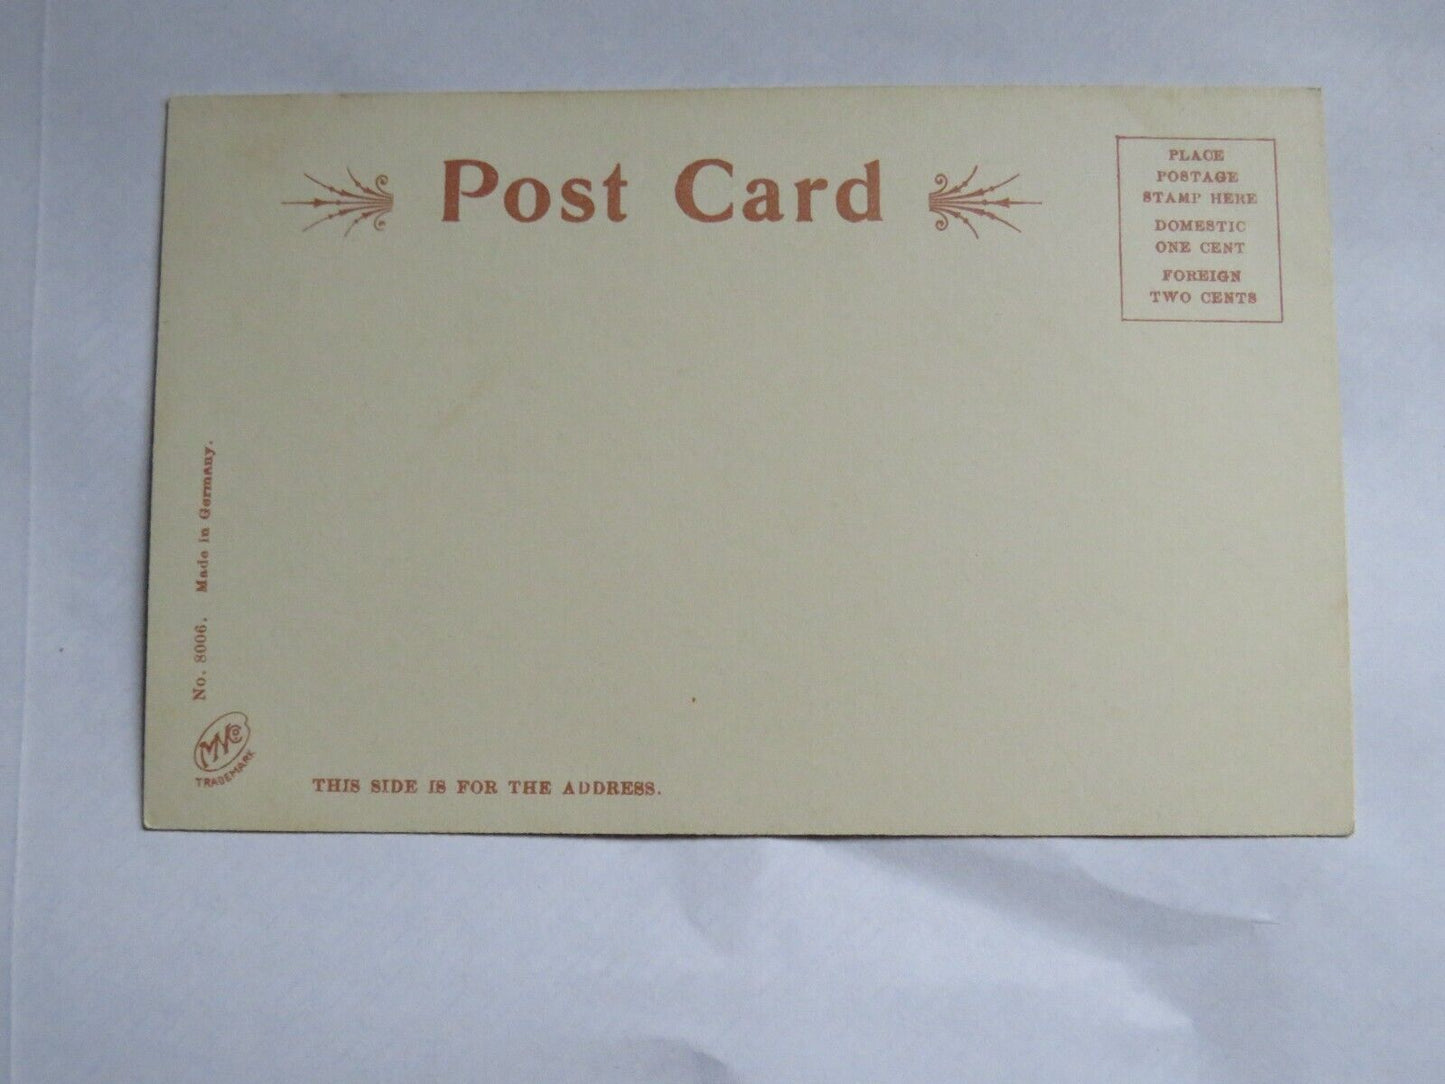 Post Card
PLACE
POSTAGE
STAMP HERE
DOMESTIC
ONE CENT
FOREIGN
TWO CENTS
No. 8006. Made in Germany.
MNCo
TRADEMARK
THIS SIDE IS FOR THE ADDRESS.